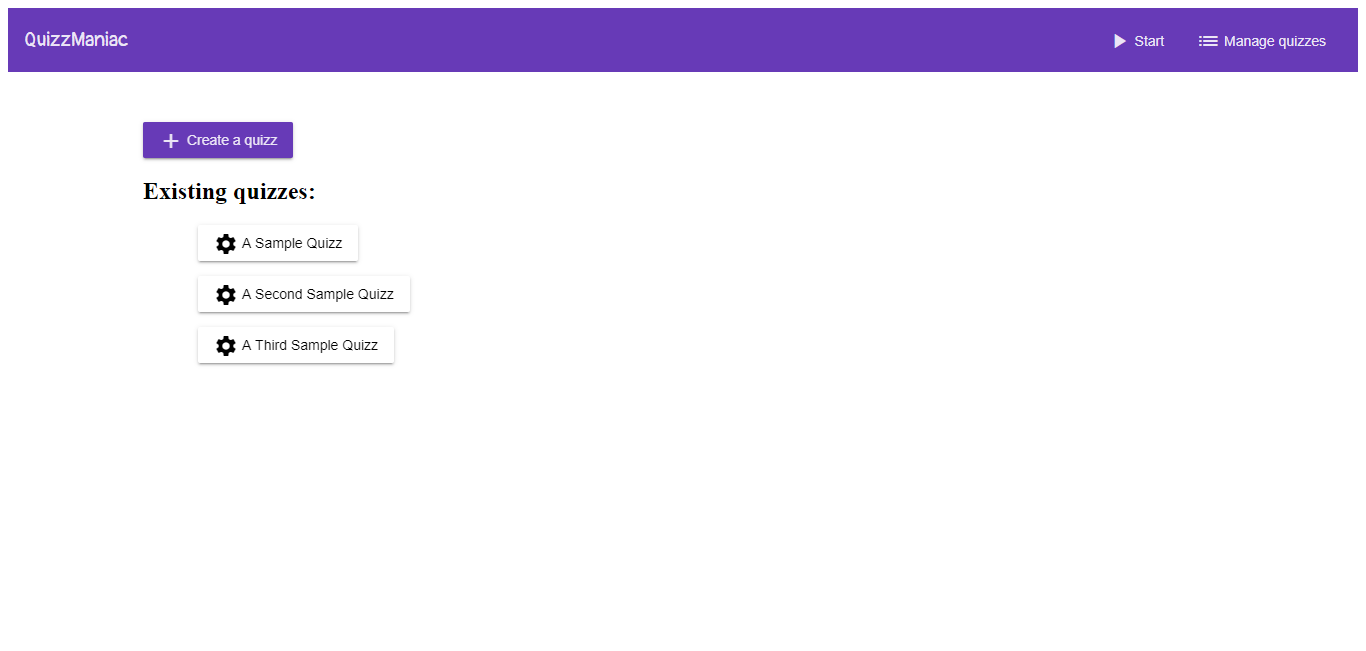 QuizzManiac
Start
Manage quizzes
Create a quizz
Existing quizzes:
A Sample Quizz
A Second Sample Quizz
A Third Sample Quizz